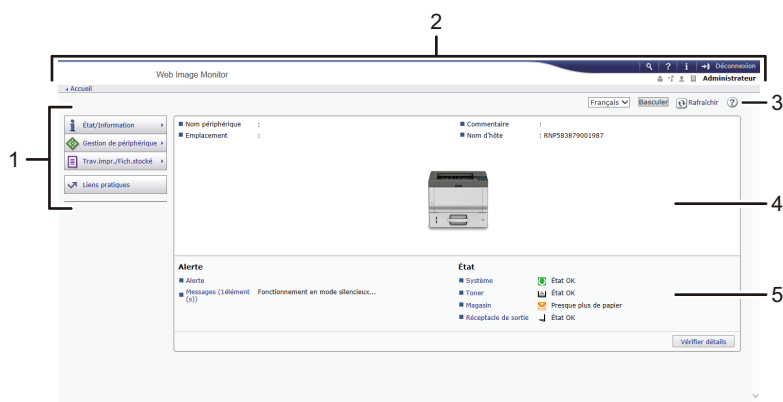 2
Déconnexion
Web Image Monitor
Administrateur
Accueil
Français Basculer Rafraîchir ?
3
1
État/Information
Gestion de périphérique
Trav.impr./Fich.stocké
Liens pratiques
Nom périphérique :
Emplacement :
Commentaire :
Nom d'hôte : RNP583879001987
4
Alerte
Alerte
Messages (1élément(s)) Fonctionnement en mode silencieux...
État
Système État OK
Toner État OK
Magasin Presque plus de papier
Réceptacle de sortie État OK
5
Vérifier détails